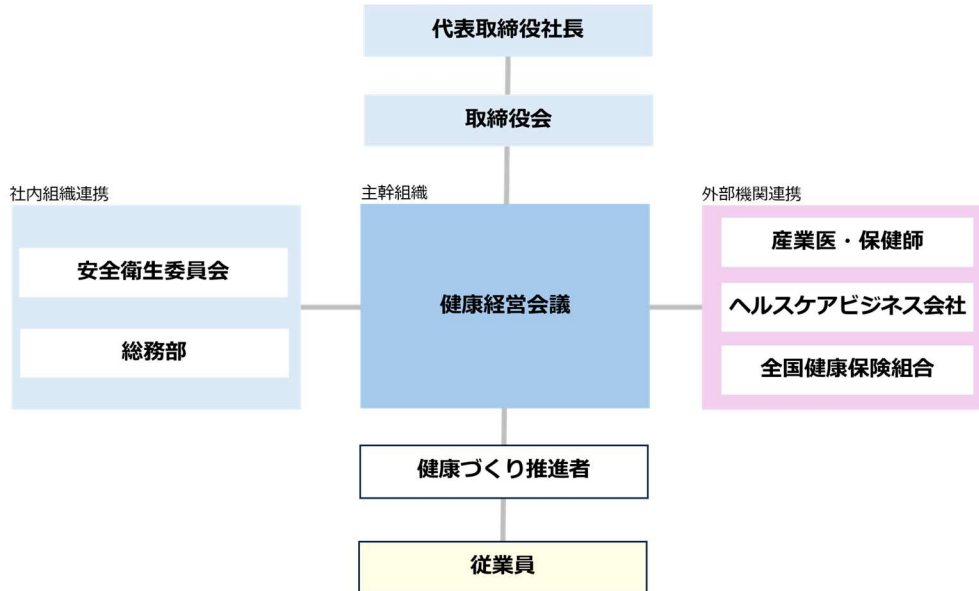 代表取締役社長
取締役会
社内組織連携
安全衛生委員会
総務部
主幹組織
健康経営会議
外部機関連携
産業医・保健師
ヘルスケアビジネス会社
全国健康保険組合
健康づくり推進者
従業員